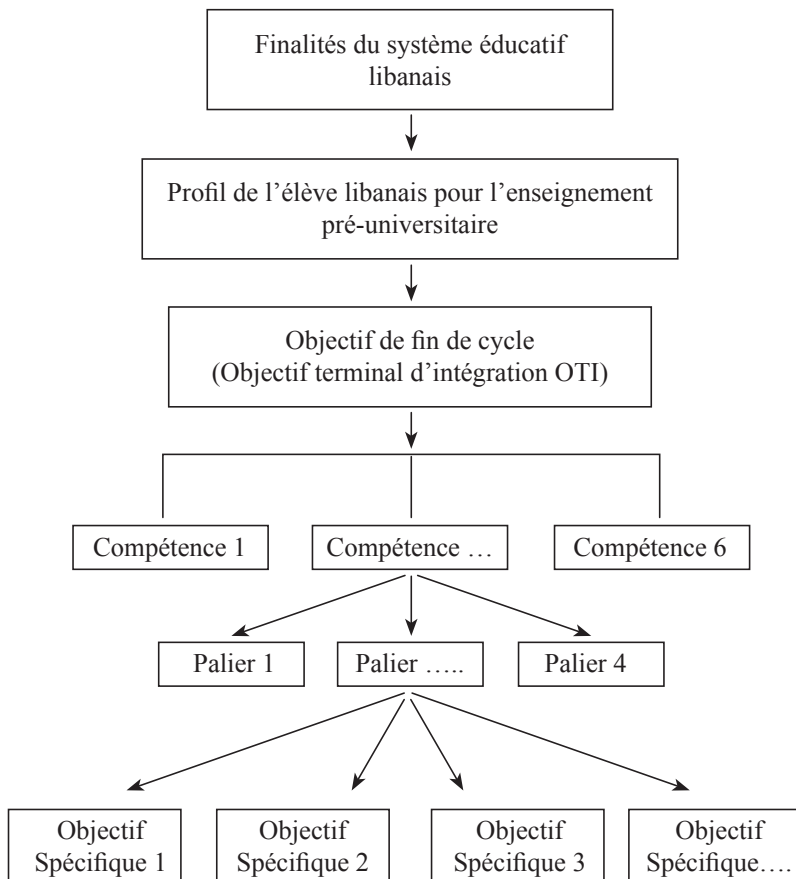 Finalités du système éducatif
libanais
Profil de l’élève libanais pour l’enseignement
pré-universitaire
Objectif de fin de cycle
(Objectif terminal d’intégration OTI)
Compétence 1
Compétence …
Compétence 6
Palier 1
Palier …..
Palier 4
Objectif
Spécifique 1
Objectif
Spécifique 2
Objectif
Spécifique 3
Objectif
Spécifique….